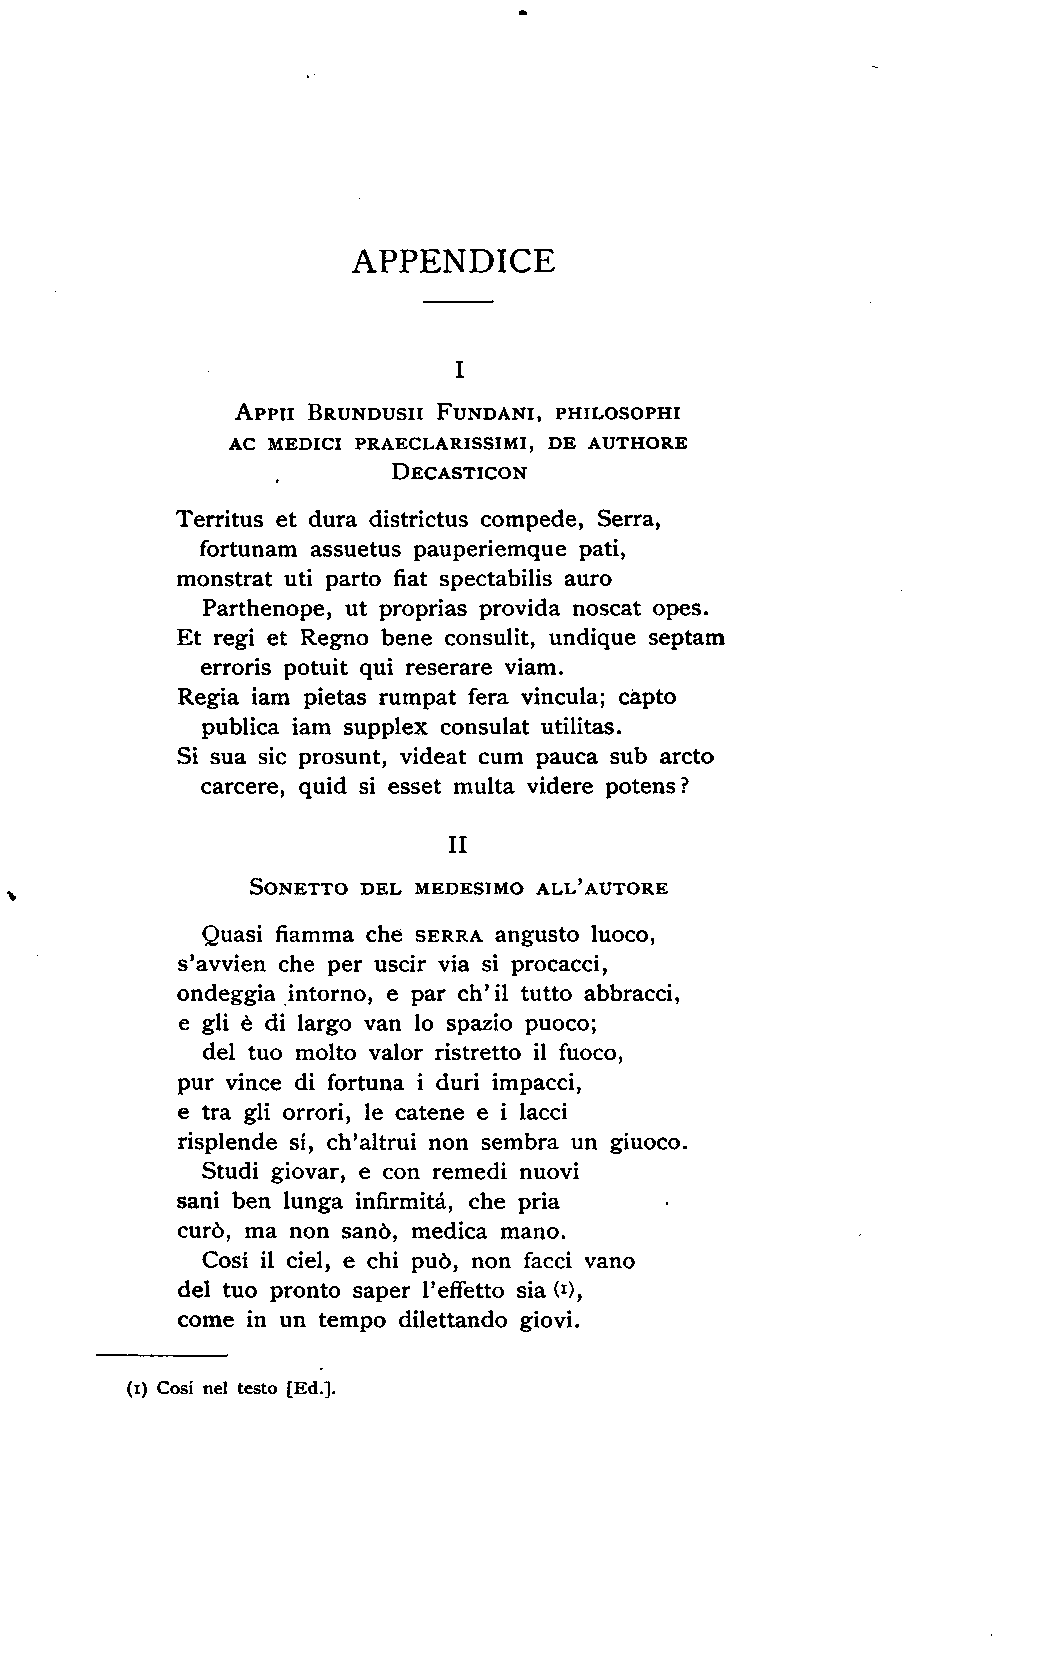 APPENDICE
I
APPII BRUNDUSII FUNDANI, PHILOSOPHI
AC MEDICI PRAECLARISSIMI, DE AUTHORE
DECASTICON
Territus et dura districtus compede, Serra,
fortunam assuetus pauperiemque pati,
monstrat uti parto fiat spectabilis auro
Parthenope, ut proprias provida noscat opes.
Et regi et Regno bene consulit, undique septam
erroris potuit qui reserare viam.
Regia iam pietas rumpat fera vincula; capto
publica iam supplex consulat utilitas.
Si sua sic prosunt, videat cum pauca sub arcto
carcere, quid si esset multa videre potens?
II
SONETTO DEL MEDESIMO ALL'AUTORE
Quasi fiamma che SERRA angusto luoco,
s'avvien che per uscir via si procacci,
ondeggia intorno, e par ch'il tutto abbracci,
e gli è di largo van lo spazio puoco;
del tuo molto valor ristretto il fuoco,
pur vince di fortuna i duri impacci,
e tra gli orrori, le catene e i lacci
risplende sí, ch'altrui non sembra un giuoco.
Studi giovar, e con remedi nuovi
sani ben lunga infirmitá, che pria
curò, ma non sanò, medica mano.
Cosí il ciel, e chi può, non facci vano
del tuo pronto saper l'effetto sia (1),
come in un tempo dilettando giovi.
(1) Cosí nel testo [Ed.].